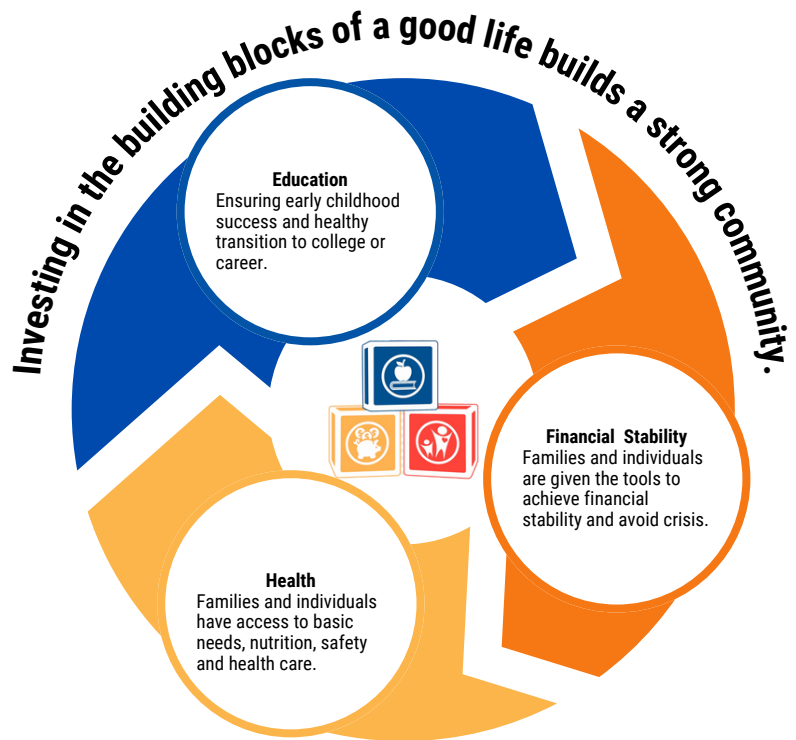 Investing in the building blocks of a good life builds a strong community.
Education
Ensuring early childhood
success and healthy
transition to college or
career.
Financial Stability
Families and individuals
are given the tools to
achieve financial
stability and avoid crisis.
Health
Families and individuals
have access to basic
needs, nutrition, safety
and health care.